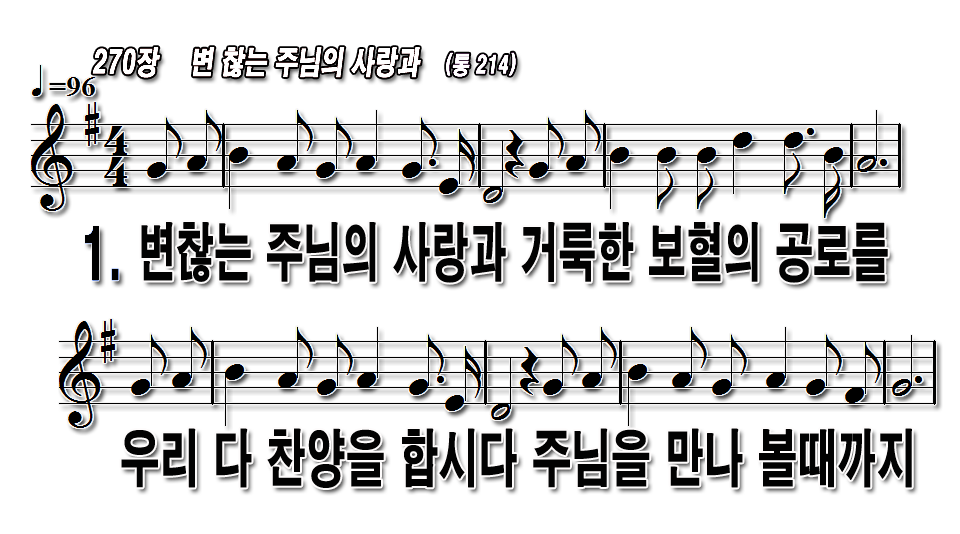 270장 변 찮는 주님의 사랑과 (통 214)
♩=96
4
4
1. 변찮는 주님의 사랑과 거룩한 보혈의 공로를
우리 다 찬양을 합시다 주님을 만나 볼때까지